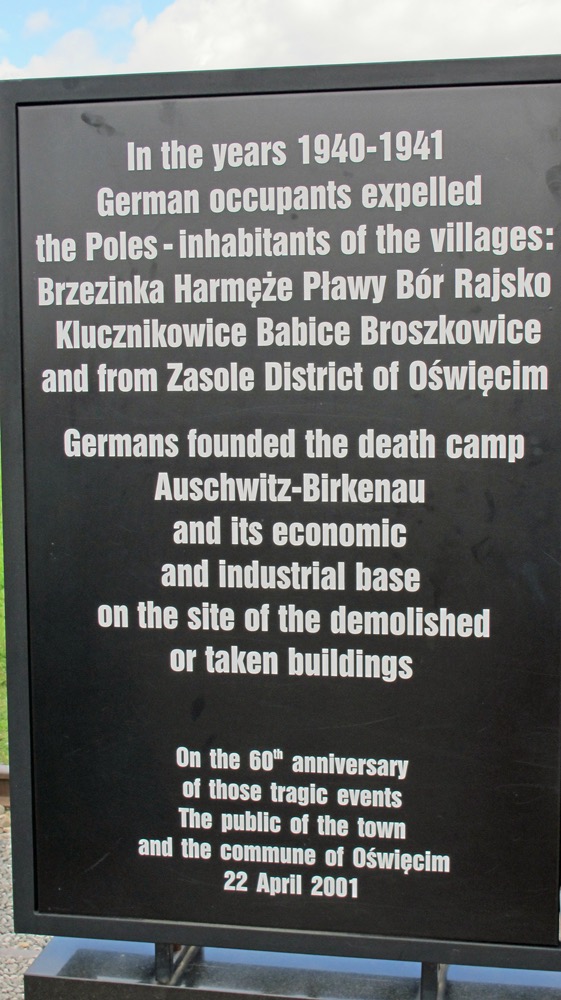 In the years 1940-1941
German occupants expelled
the Poles - inhabitants of the villages:
Brzezinka Harmęże Pławy Bór Rajsko
Klucznikowice Babice Broszkowice
and from Zasole District of Oświęcim
Germans founded the death camp
Auschwitz-Birkenau
and its economic
and industrial base
on the site of the demolished
or taken buildings
On the 60th anniversary
of those tragic events
The public of the town
and the commune of Oświęcim
22 April 2001